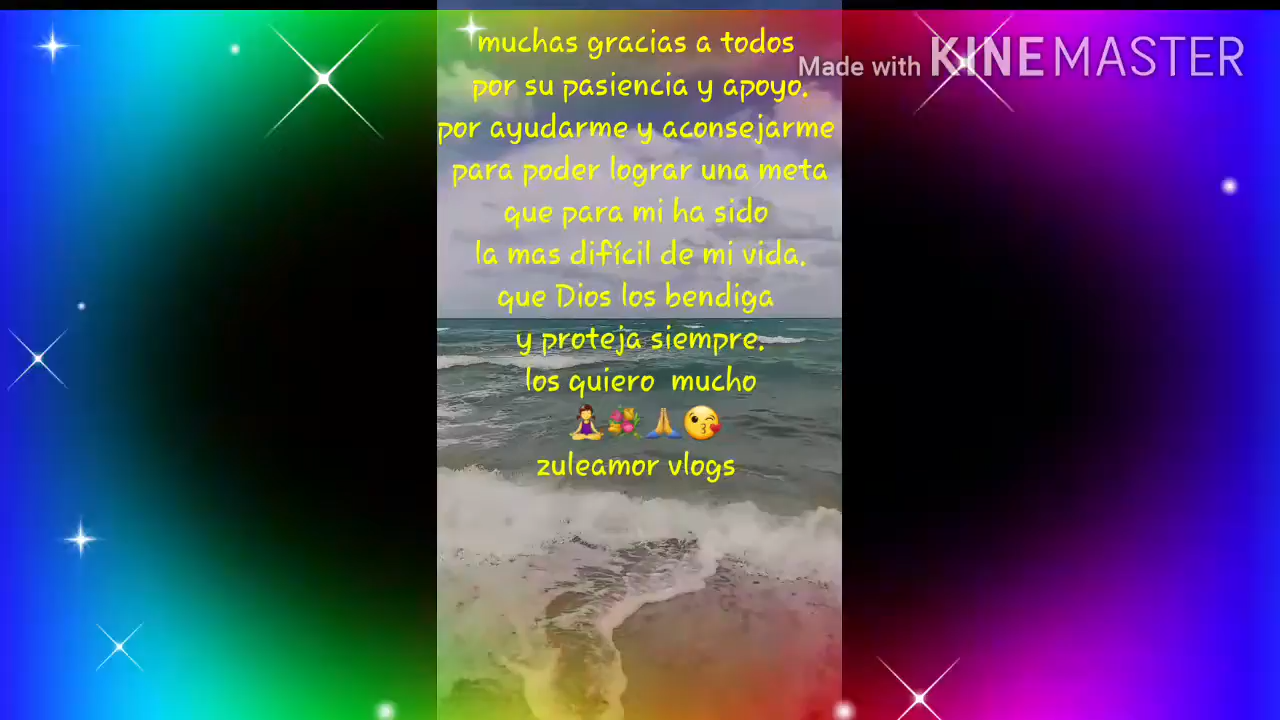 muchas gracias a todos
Made with KINEMASTER
por su pasiencia y apoyo.
por ayudarme y aconsejarme
para poder lograr una meta
que para mi ha sido
la mas difícil de mi vida.
que Dios los bendiga
y proteja siempre.
los quiero mucho
🧘‍♀️💐🙏😘
zuleamor vlogs